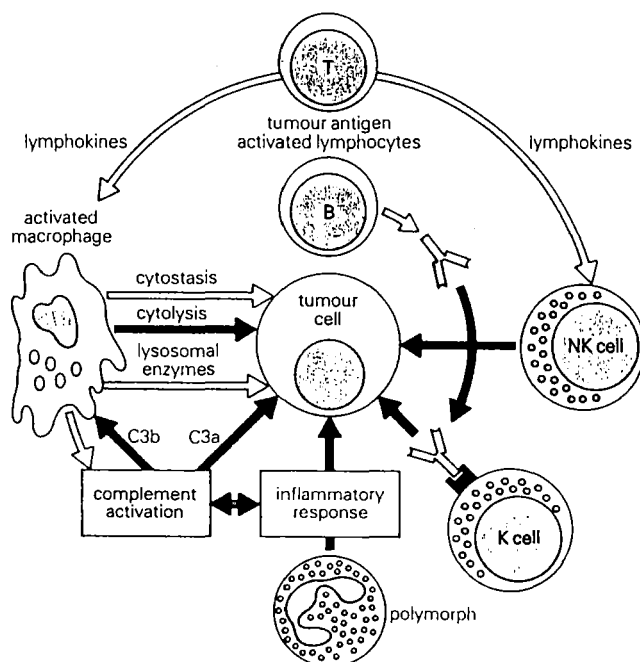 T
tumour antigen
activated lymphocytes
lymphokines
lymphokines
activated
macrophage
B
cytostasis
cytolysis
lysosomal
enzymes
tumour
cell
NK cell
C3b
C3a
complement
activation
inflammatory
response
K cell
polymorph